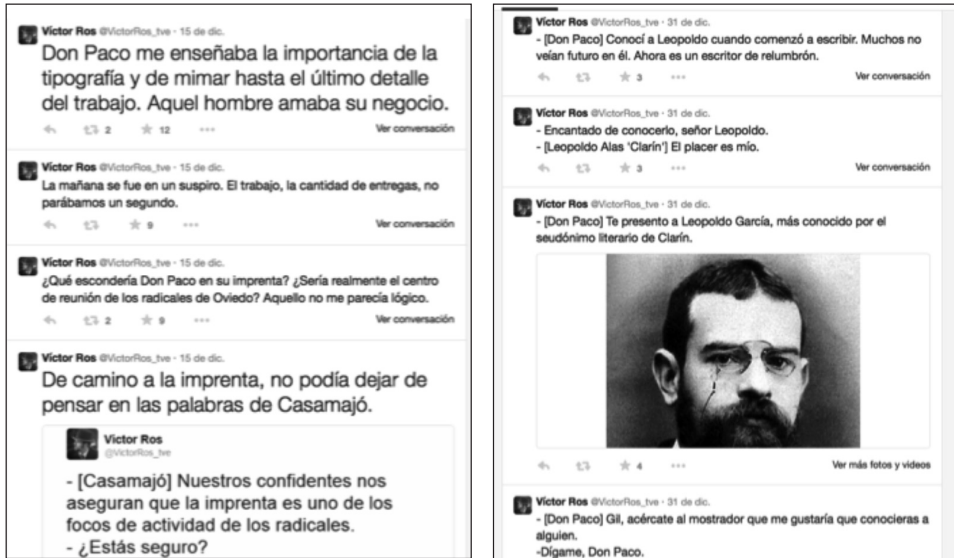 Víctor Ros @VictorRos_tve · 15 de dic.
Don Paco me enseñaba la importancia de la
tipografía y de mimar hasta el último detalle
del trabajo. Aquel hombre amaba su negocio.
2 12 Ver conversación
Víctor Ros @VictorRos_tve · 15 de dic.
La mañana se fue en un suspiro. El trabajo, la cantidad de entregas, no
parábamos un segundo.
9 Ver conversación
Víctor Ros @VictorRos_tve · 15 de dic.
¿Qué escondería Don Paco en su imprenta? ¿Sería realmente el centro
de reunión de los radicales de Oviedo? Aquello no me parecía lógico.
2 9 Ver conversación
Víctor Ros @VictorRos_tve · 15 de dic.
De camino a la imprenta, no podía dejar de
pensar en las palabras de Casamajó.
Víctor Ros
@VictorRos_tve
- [Casamajó] Nuestros confidentes nos
aseguran que la imprenta es uno de los
focos de actividad de los radicales.
- ¿Estás seguro?
Víctor Ros @VictorRos_tve · 31 de dic.
- [Don Paco] Conocí a Leopoldo cuando comenzó a escribir. Muchos no
veían futuro en él. Ahora es un escritor de relumbrón.
3 Ver conversación
Víctor Ros @VictorRos_tve · 31 de dic.
- Encantado de conocerlo, señor Leopoldo.
- [Leopoldo Alas 'Clarín'] El placer es mío.
3 Ver conversación
Víctor Ros @VictorRos_tve · 31 de dic.
- [Don Paco] Te presento a Leopoldo García, más conocido por el
seudónimo literario de Clarín.
4 Ver más fotos y videos
Víctor Ros @VictorRos_tve · 31 de dic.
- [Don Paco] Gil, acércate al mostrador que me gustaría que conocieras a
alguien.
-Dígame, Don Paco.